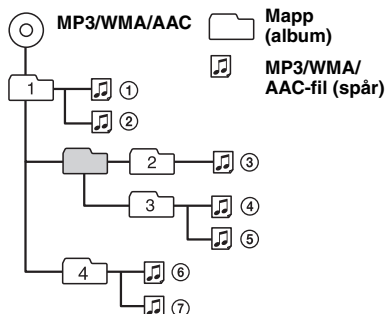 MP3/WMA/AAC
Mapp
(album)
MP3/WMA/
AAC-fil (spår)
1
①
②
2
③
3
④
⑤
4
⑥
⑦